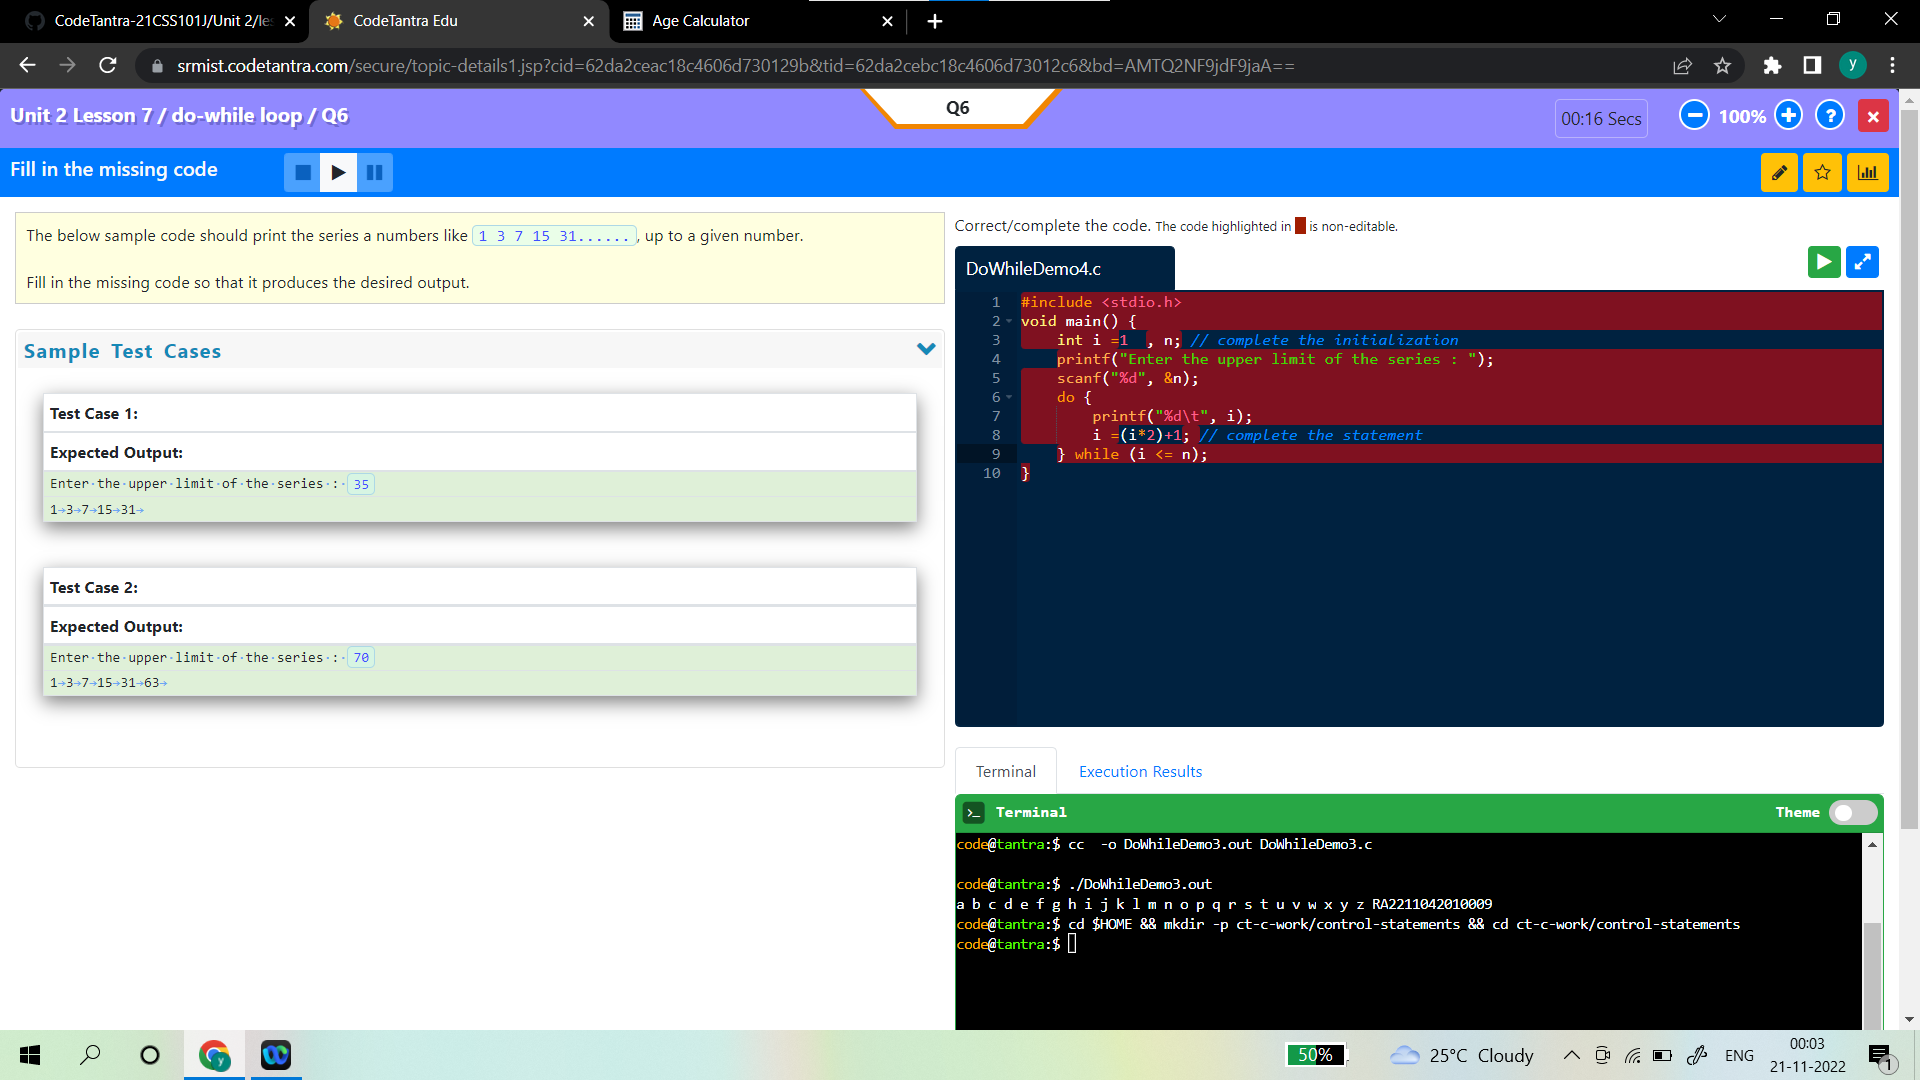 CodeTantra-21CSS101J/Unit 2/les
CodeTantra Edu
Age Calculator
srmist.codetantra.com/secure/topic-details1.jsp?cid=62da2ceac18c4606d730129b&tid=62da2cebc18c4606d73012c6&bd=AMTQ2NF9jdF9jaA==
y
Unit 2 Lesson 7 / do-while loop / Q6
Q6
00:16 Secs
100%
?
Fill in the missing code
The below sample code should print the series a numbers like 1 3 7 15 31......, up to a given number.
Fill in the missing code so that it produces the desired output.
Sample Test Cases
Test Case 1:
Expected Output:
Enter·the·upper·limit·of·the·series·:· 35
1→3→7→15→31→
Test Case 2:
Expected Output:
Enter·the·upper·limit·of·the·series·:· 70
1→3→7→15→31→63→
Correct/complete the code. The code highlighted in is non-editable.
DoWhileDemo4.c
1 #include <stdio.h>
2 void main() {
3 int i =1 , n; // complete the initialization
4 printf("Enter the upper limit of the series : ");
5 scanf("%d", &n);
6 do {
7 printf("%d\t", i);
8 i =(i*2)+1; // complete the statement
9 } while (i <= n);
10 }
Terminal
Execution Results
>_ Terminal
Theme
code@tantra:$ cc -o DoWhileDemo3.out DoWhileDemo3.c
code@tantra:$ ./DoWhileDemo3.out
a b c d e f g h i j k l m n o p q r s t u v w x y z RA2211042010009
code@tantra:$ cd $HOME && mkdir -p ct-c-work/control-statements && cd ct-c-work/control-statements
code@tantra:$
50%
25°C Cloudy
ENG
00:03
21-11-2022
1